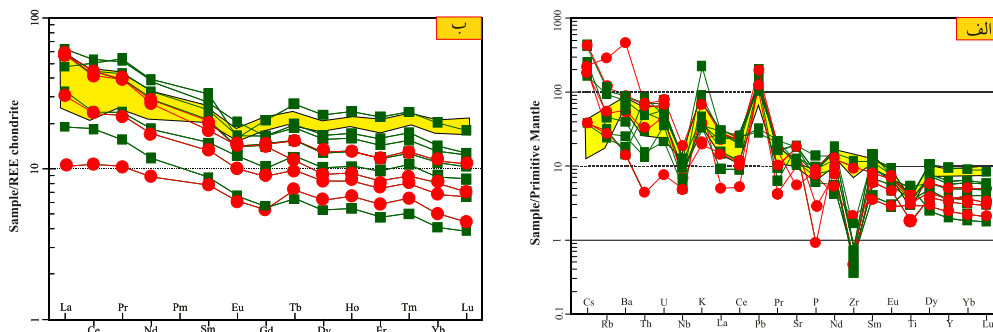 ب
100
10
1
Sample/REE chondrite
La Pr Pm Eu Tb Ho Tm Lu
Ce Nd Sm Gd Dy Er Yb
الف
1000
100
10
1
0.1
Sample/Primitive Mantle
Cs Ba U K Ce Pr P Zr Eu Dy Yb
Rb Th Nb La Pb Sr Nd Sm Ti Y Lu